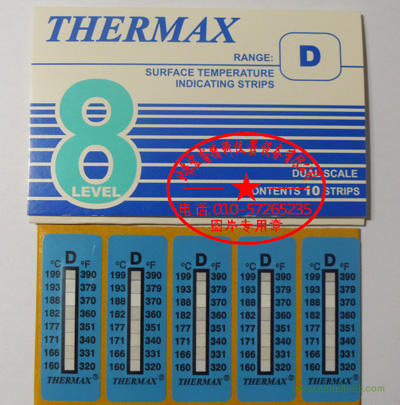 THERMAX
RANGE: D
SURFACE TEMPERATURE
INDICATING STRIPS
8
LEVEL
DUAL SCALE
CONTENTS 10 STRIPS
电话:010-57265235
图片专用章
D D D D D
°C °F °C °F °C °F °C °F °C °F
199 390 199 390 199 390 199 390 199 390
193 379 193 379 193 379 193 379 193 379
188 370 188 370 188 370 188 370 188 370
182 360 182 360 182 360 182 360 182 360
177 351 177 351 177 351 177 351 177 351
171 340 171 340 171 340 171 340 171 340
166 331 166 331 166 331 166 331 166 331
160 320 160 320 160 320 160 320 160 320
THERMAX® THERMAX® THERMAX® THERMAX® THERMAX®